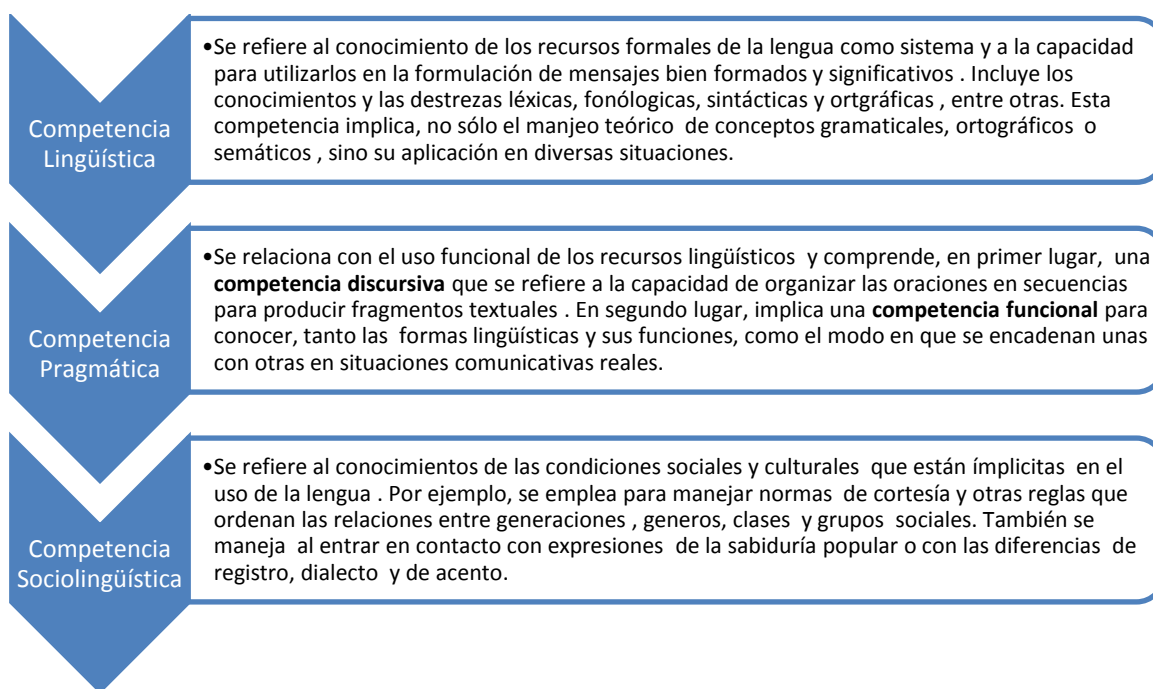 Competencia
Lingüística
•Se refiere al conocimiento de los recursos formales de la lengua como sistema y a la capacidad
para utilizarlos en la formulación de mensajes bien formados y significativos . Incluye los
conocimientos y las destrezas léxicas, fonólogicas, sintácticas y ortgráficas , entre otras. Esta
competencia implica, no sólo el manjeo teórico de conceptos gramaticales, ortográficos o
semáticos , sino su aplicación en diversas situaciones.
Competencia
Pragmática
•Se relaciona con el uso funcional de los recursos lingüísticos y comprende, en primer lugar, una
competencia discursiva que se refiere a la capacidad de organizar las oraciones en secuencias
para producir fragmentos textuales . En segundo lugar, implica una competencia funcional para
conocer, tanto las formas lingüísticas y sus funciones, como el modo en que se encadenan unas
con otras en situaciones comunicativas reales.
Competencia
Sociolingüística
•Se refiere al conocimientos de las condiciones sociales y culturales que están ímplicitas en el
uso de la lengua . Por ejemplo, se emplea para manejar normas de cortesía y otras reglas que
ordenan las relaciones entre generaciones , generos, clases y grupos sociales. También se
maneja al entrar en contacto con expresiones de la sabiduría popular o con las diferencias de
registro, dialecto y de acento.